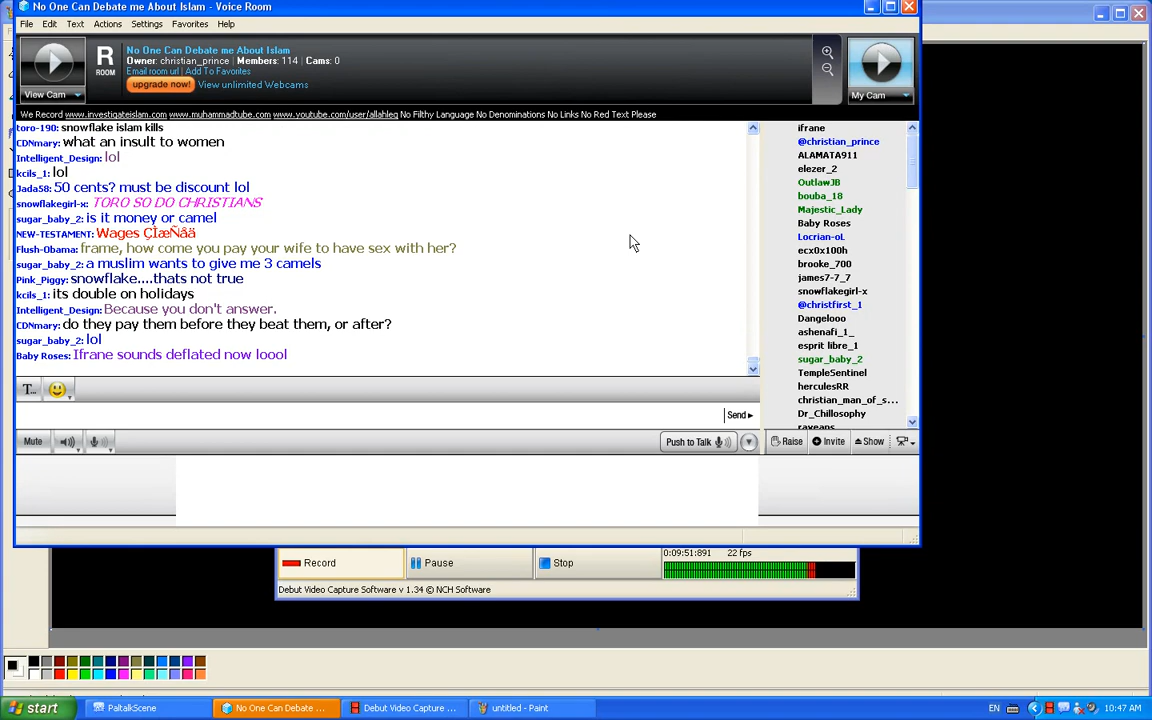 No One Can Debate me About Islam - Voice Room
File Edit Text Actions Settings Favorites Help
No One Can Debate me About Islam
R ROOM
Owner: christian_prince | Members: 114 | Cams: 0
Email room url | Add To Favorites
upgrade now! View unlimited Webcams
View Cam
My Cam
We Record www.investigateislam.com www.muhammadtube.com www.youtube.com/user/allahleg No Filthy Language No Denominations No Links No Red Text Please
toro-190: snowflake islam kills
CDNmary: what an insult to women
Intelligent_Design: lol
kcils_1: lol
Jada58: 50 cents? must be discount lol
snowflakegirl-x: TORO SO DO CHRISTIANS
sugar_baby_2: is it money or camel
NEW-TESTAMENT: Wages ÇÌæÑåä
Flush-Obama: frame, how come you pay your wife to have sex with her?
sugar_baby_2: a muslim wants to give me 3 camels
Pink_Piggy: snowflake....thats not true
kcils_1: its double on holidays
Intelligent_Design: Because you don't answer.
CDNmary: do they pay them before they beat them, or after?
sugar_baby_2: lol
Baby Roses: Ifrane sounds deflated now loool
ifrane
@christian_prince
ALAMATA911
elezer_2
OutlawJB
bouba_18
Majestic_Lady
Baby Roses
Locrian-oL
ecx0x100h
brooke_700
james7-7_7
snowflakegirl-x
@christfirst_1
Dangelooo
ashenafi_1_
esprit libre_1
sugar_baby_2
TempleSentinel
herculesRR
christian_man_of_s...
Dr_Chillosophy
raveans
T...
Send
Mute
Push to Talk
Raise Invite Show
Record Pause Stop
0:09:51:891 22 fps
Debut Video Capture Software v 1.34 © NCH Software
start
PaltalkScene
No One Can Debate ...
Debut Video Capture ...
untitled - Paint
EN
10:47 AM